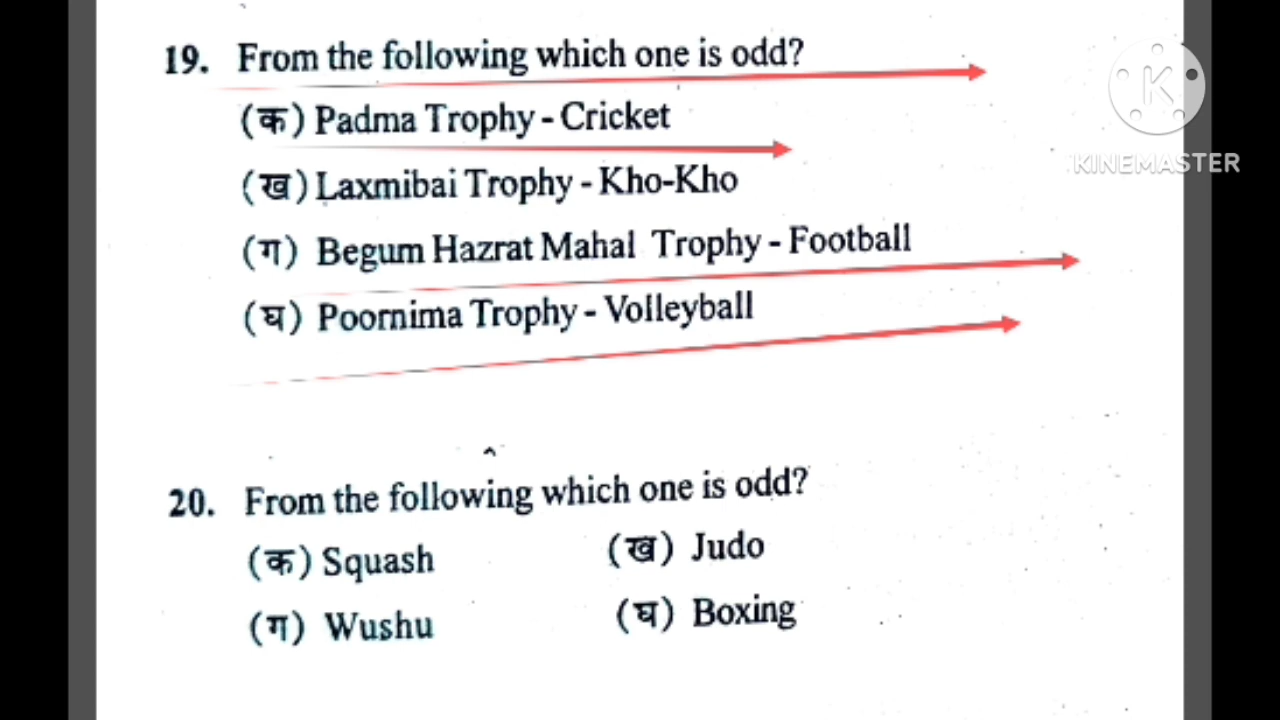 19. From the following which one is odd?
(क) Padma Trophy - Cricket
(ख) Laxmibai Trophy - Kho-Kho
(ग) Begum Hazrat Mahal Trophy - Football
(घ) Poornima Trophy - Volleyball
20. From the following which one is odd?
(क) Squash (ख) Judo
(ग) Wushu (घ) Boxing
K
KINEMASTER